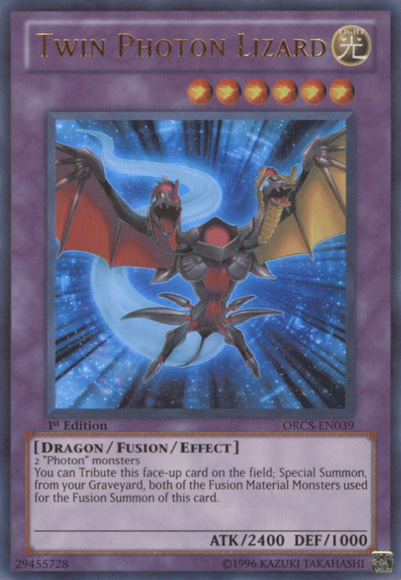 TWIN PHOTON LIZARD
LIGHT
光
1st Edition
ORCS-EN039
[DRAGON/FUSION/EFFECT]
2 "Photon" monsters
You can Tribute this face-up card on the field; Special Summon,
from your Graveyard, both of the Fusion Material Monsters used
for the Fusion Summon of this card.
ATK/2400 DEF/1000
29455728
©1996 KAZUKI TAKAHASHI